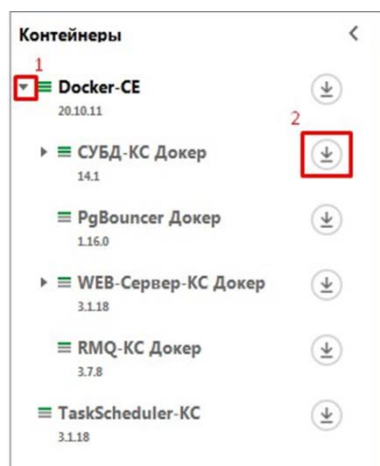 Контейнеры
1
Docker-CE
20.10.11
2
СУБД-КС Докер
14.1
PgBouncer Докер
1.16.0
WEB-Сервер-КС Докер
3.1.18
RMQ-КС Докер
3.7.8
TaskScheduler-КС
3.1.18